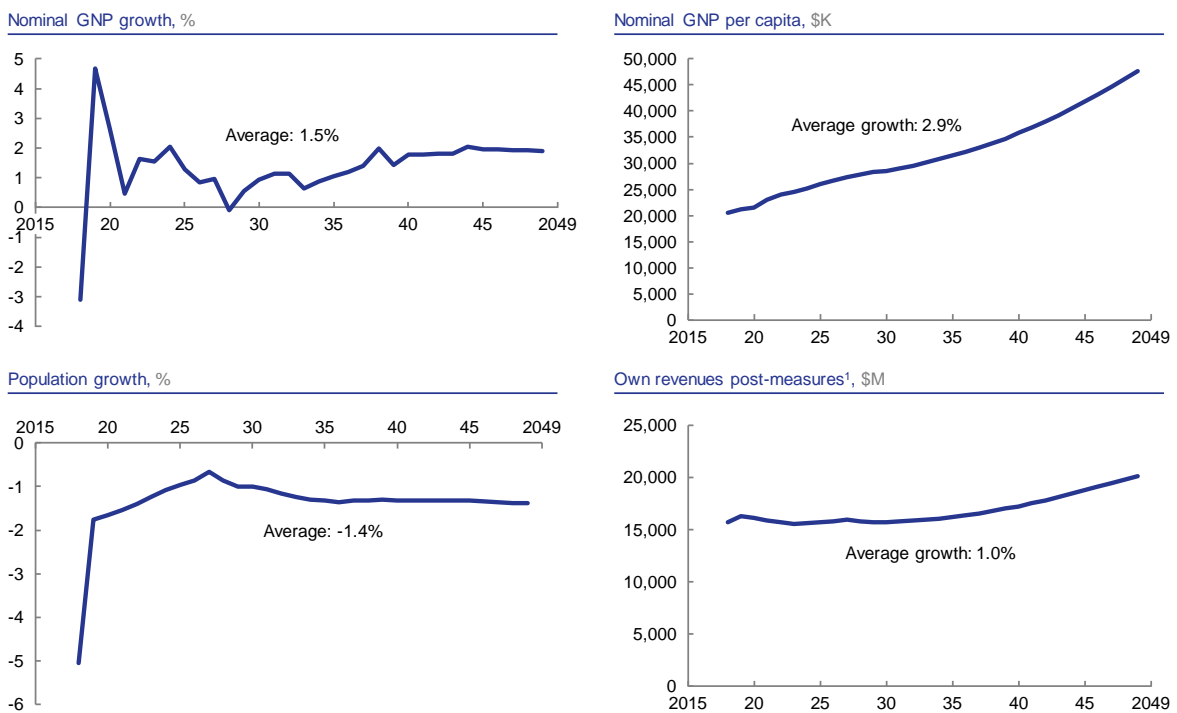 Nominal GNP growth, %
5
4
3
2
1
0
-1
-2
-3
-4
2015 20 25 30 35 40 45 2049
Average: 1.5%
Nominal GNP per capita, $K
50,000
45,000
40,000
35,000
30,000
25,000
20,000
15,000
10,000
5,000
0
2015 20 25 30 35 40 45 2049
Average growth: 2.9%
Population growth, %
2015 20 25 30 35 40 45 2049
0
-1
-2
-3
-4
-5
-6
Average: -1.4%
Own revenues post-measures¹, $M
25,000
20,000
15,000
10,000
5,000
0
2015 20 25 30 35 40 45 2049
Average growth: 1.0%